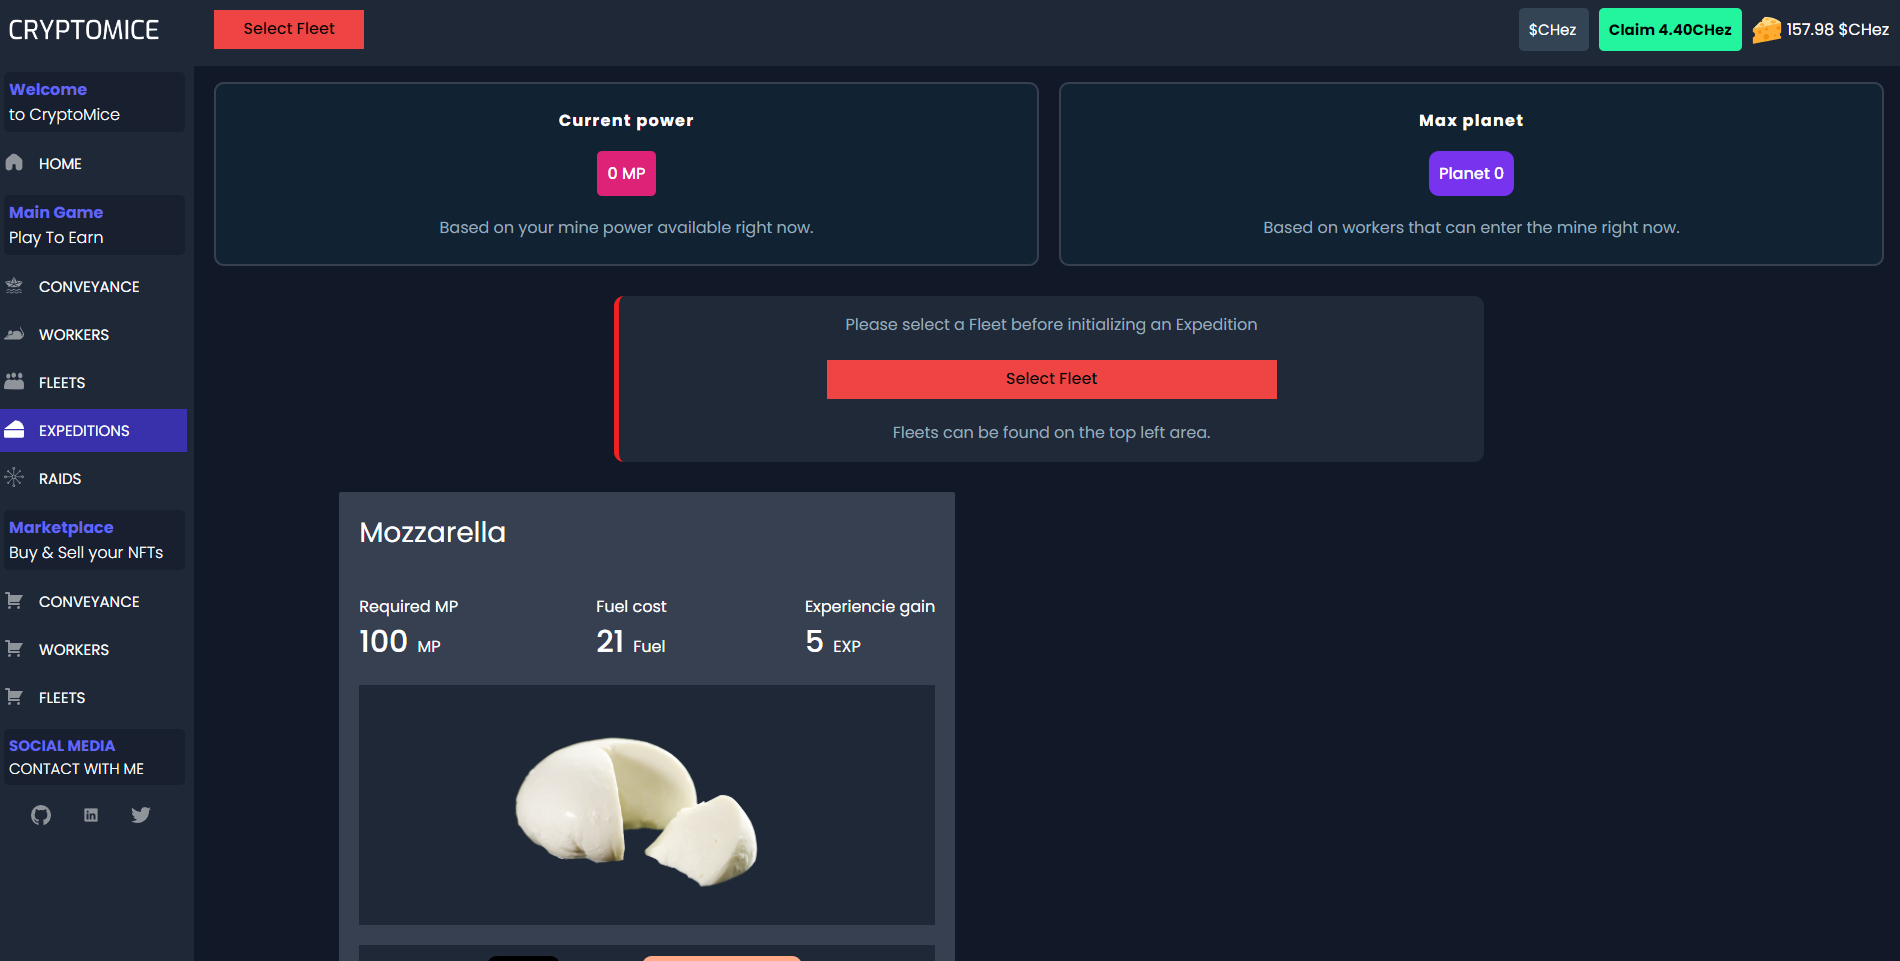 CRYPTOMICE
Select Fleet
$CHez
Claim 4.40CHez
157.98 $CHez
Welcome
to CryptoMice
HOME
Main Game
Play To Earn
CONVEYANCE
WORKERS
FLEETS
EXPEDITIONS
RAIDS
Marketplace
Buy & Sell your NFTs
CONVEYANCE
WORKERS
FLEETS
SOCIAL MEDIA
CONTACT WITH ME
Current power
0 MP
Based on your mine power available right now.
Max planet
Planet 0
Based on workers that can enter the mine right now.
Please select a Fleet before initializing an Expedition
Select Fleet
Fleets can be found on the top left area.
Mozzarella
Required MP
100 MP
Fuel cost
21 Fuel
Experiencie gain
5 EXP